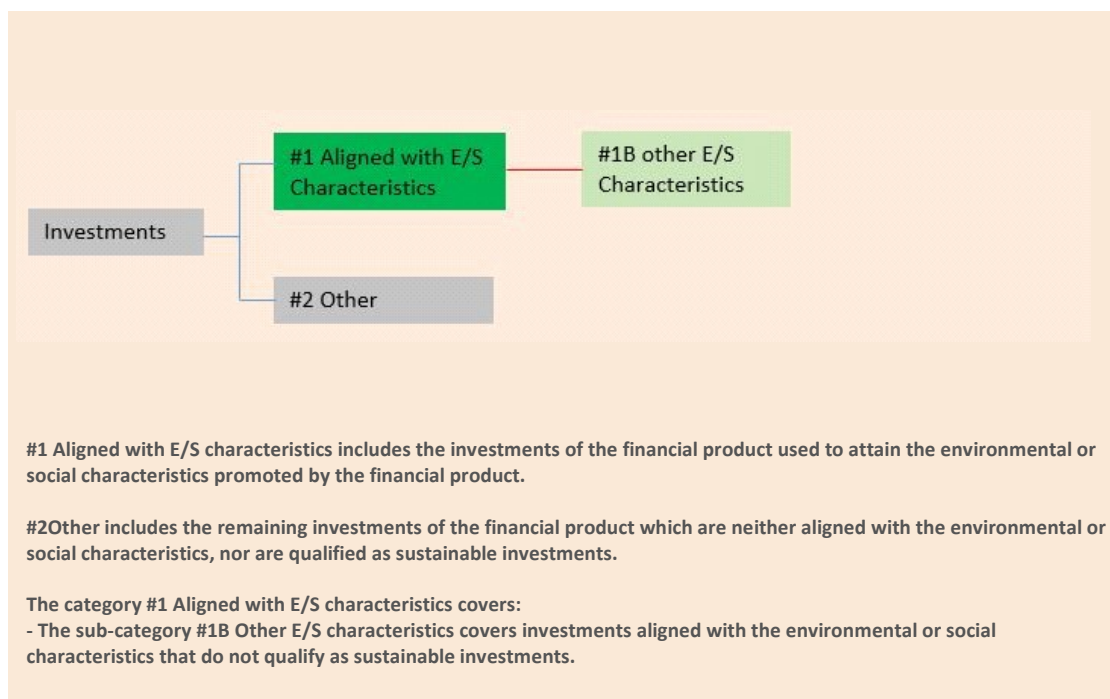 #1 Aligned with E/S
Characteristics
#1B other E/S
Characteristics
Investments
#2 Other
#1 Aligned with E/S characteristics includes the investments of the financial product used to attain the environmental or
social characteristics promoted by the financial product.
#2Other includes the remaining investments of the financial product which are neither aligned with the environmental or
social characteristics, nor are qualified as sustainable investments.
The category #1 Aligned with E/S characteristics covers:
- The sub-category #1B Other E/S characteristics covers investments aligned with the environmental or social
characteristics that do not qualify as sustainable investments.